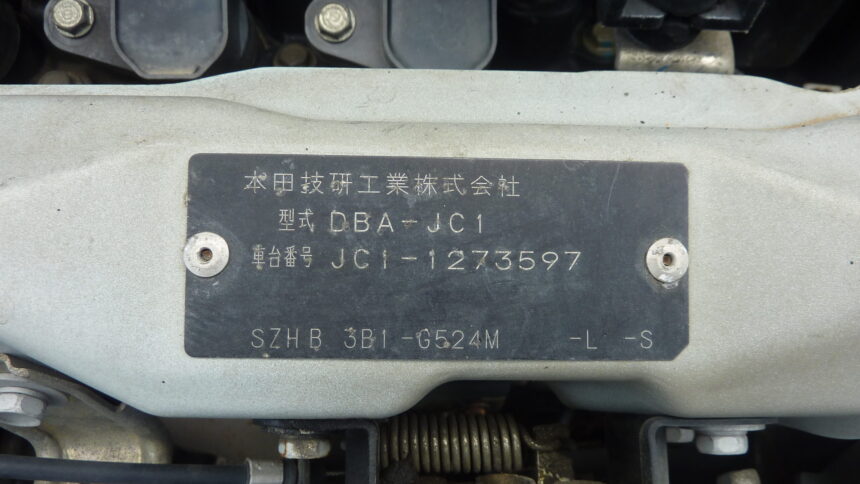 本田技研工業株式会社
型式 DBA-JC1
車台番号 JC1-1273597
SZHB 3B1-G524M -L -S